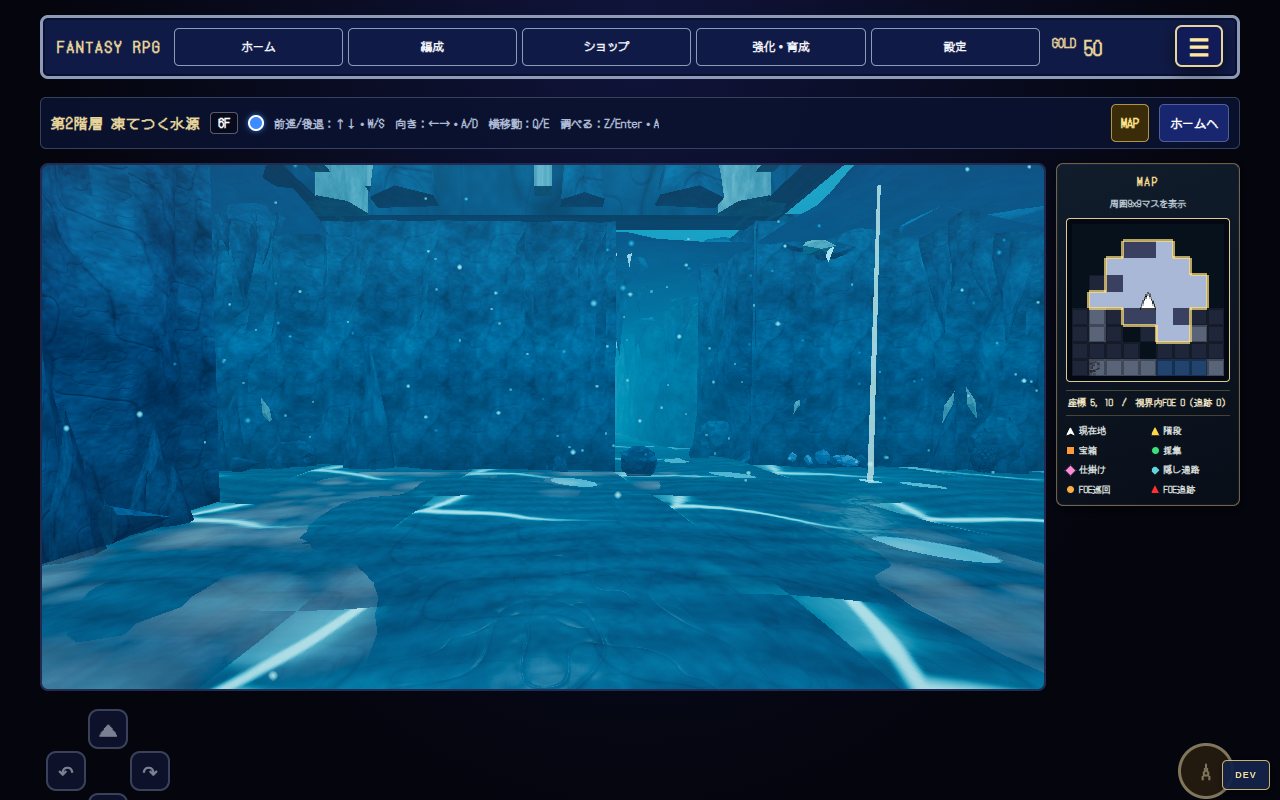 FANTASY RPG
ホーム
編成
ショップ
強化・育成
設定
GOLD 50
第2階層 凍てつく水源
6F
前進/後退：↑↓・W/S　向き：←→・A/D　横移動：Q/E　調べる：Z/Enter・A
MAP
ホームへ
MAP
周囲9x9マスを表示
座標 5, 10 / 視界内FOE 0 (追跡 0)
現在地
階段
宝箱
採集
仕掛け
隠し通路
FOE巡回
FOE追跡
A
DEV